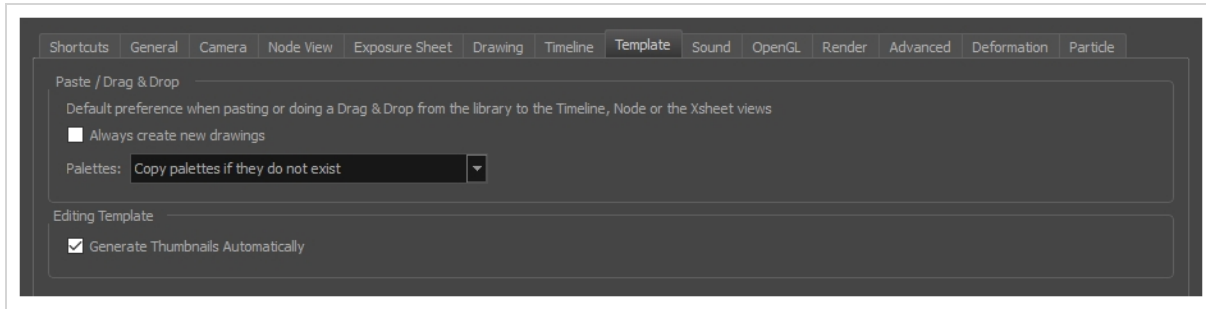 Shortcuts General Camera Node View Exposure Sheet Drawing Timeline Template Sound OpenGL Render Advanced Deformation Particle
Paste / Drag & Drop
Default preference when pasting or doing a Drag & Drop from the library to the Timeline, Node or the Xsheet views
Always create new drawings
Palettes: Copy palettes if they do not exist
Editing Template
Generate Thumbnails Automatically